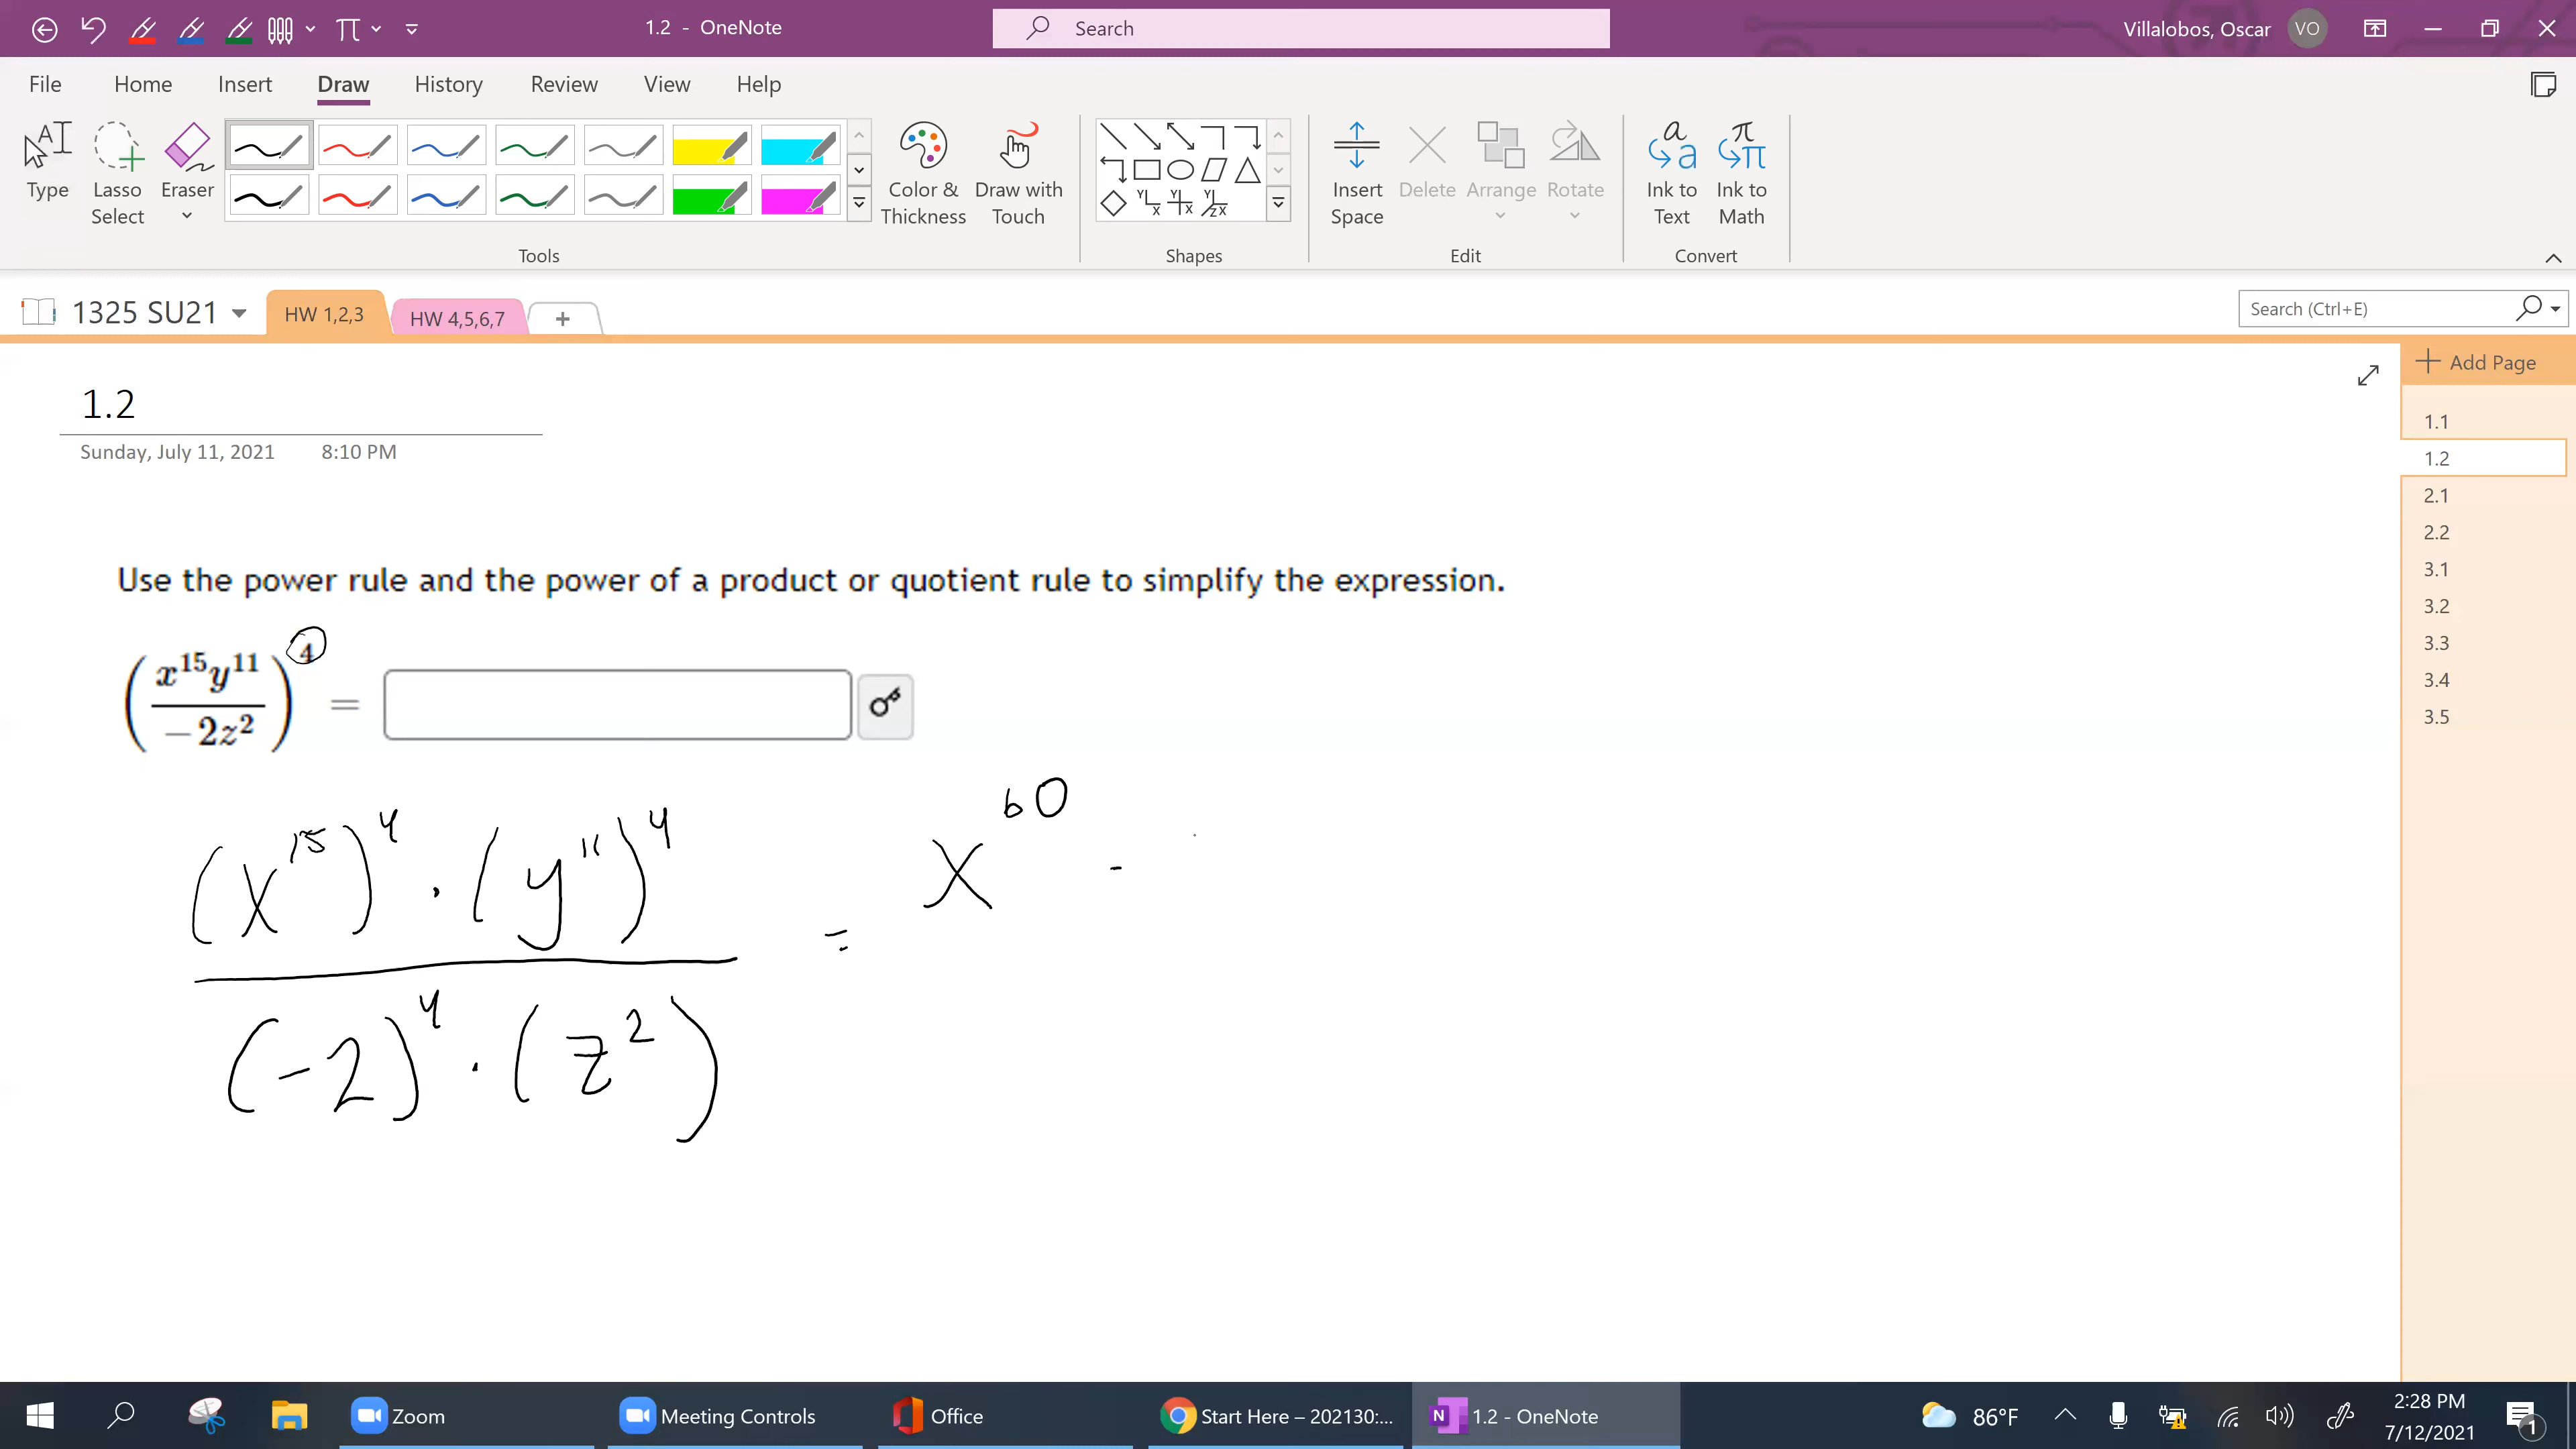 1.2 - OneNote
Search
Villalobos, Oscar VO
File Home Insert Draw History Review View Help
Type
Lasso Select
Eraser
Color & Thickness
Draw with Touch
Insert Space
Delete
Arrange
Rotate
Ink to Text
Ink to Math
Tools
Shapes
Edit
Convert
1325 SU21
HW 1,2,3
HW 4,5,6,7
Search (Ctrl+E)
Add Page
1.1
1.2
2.1
2.2
3.1
3.2
3.3
3.4
3.5
1.2
Sunday, July 11, 2021 8:10 PM
Use the power rule and the power of a product or quotient rule to simplify the expression.
(x^15 y^11 / -2z^2)^4 =
(x^15)^4 · (y^11)^4 / (-2)^4 · (z^2) = x^60 -
Zoom
Meeting Controls
Office
Start Here – 202130:...
1.2 - OneNote
86°F
2:28 PM
7/12/2021
1